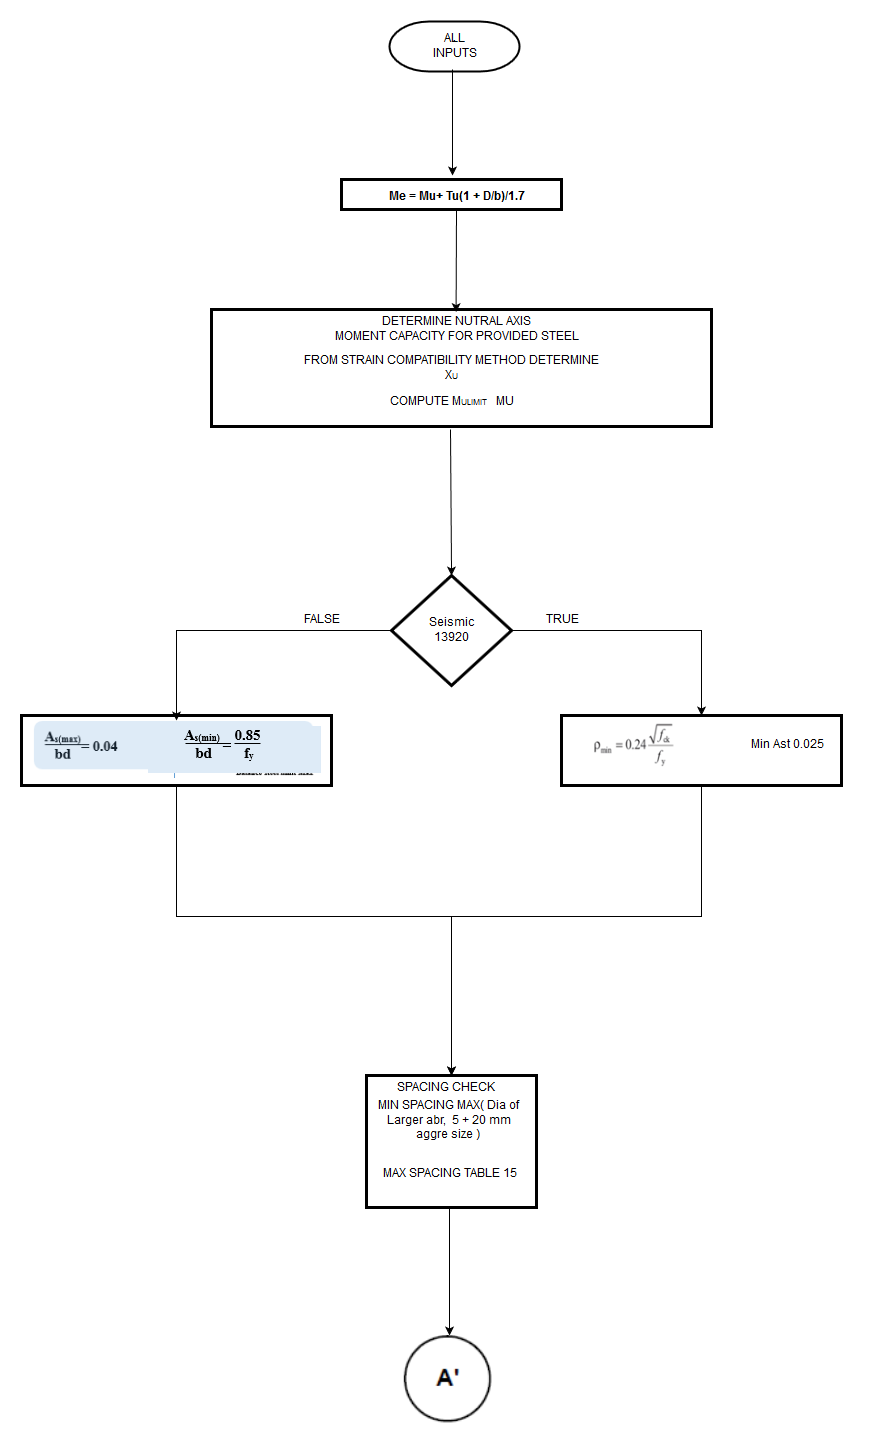 ALL
INPUTS
Me = Mu+ Tu(1 + D/b)/1.7
DETERMINE NUTRAL AXIS
MOMENT CAPACITY FOR PROVIDED STEEL
FROM STRAIN COMPATIBILITY METHOD DETERMINE
XU
COMPUTE MULIMIT MU
Seismic
13920
FALSE
TRUE
As(max)/bd = 0.04
As(min)/bd = 0.85/fy
ρmin = 0.24 √fck/fy
Min Ast 0.025
SPACING CHECK
MIN SPACING MAX( Dia of
Larger abr, 5 + 20 mm
aggre size )
MAX SPACING TABLE 15
A'